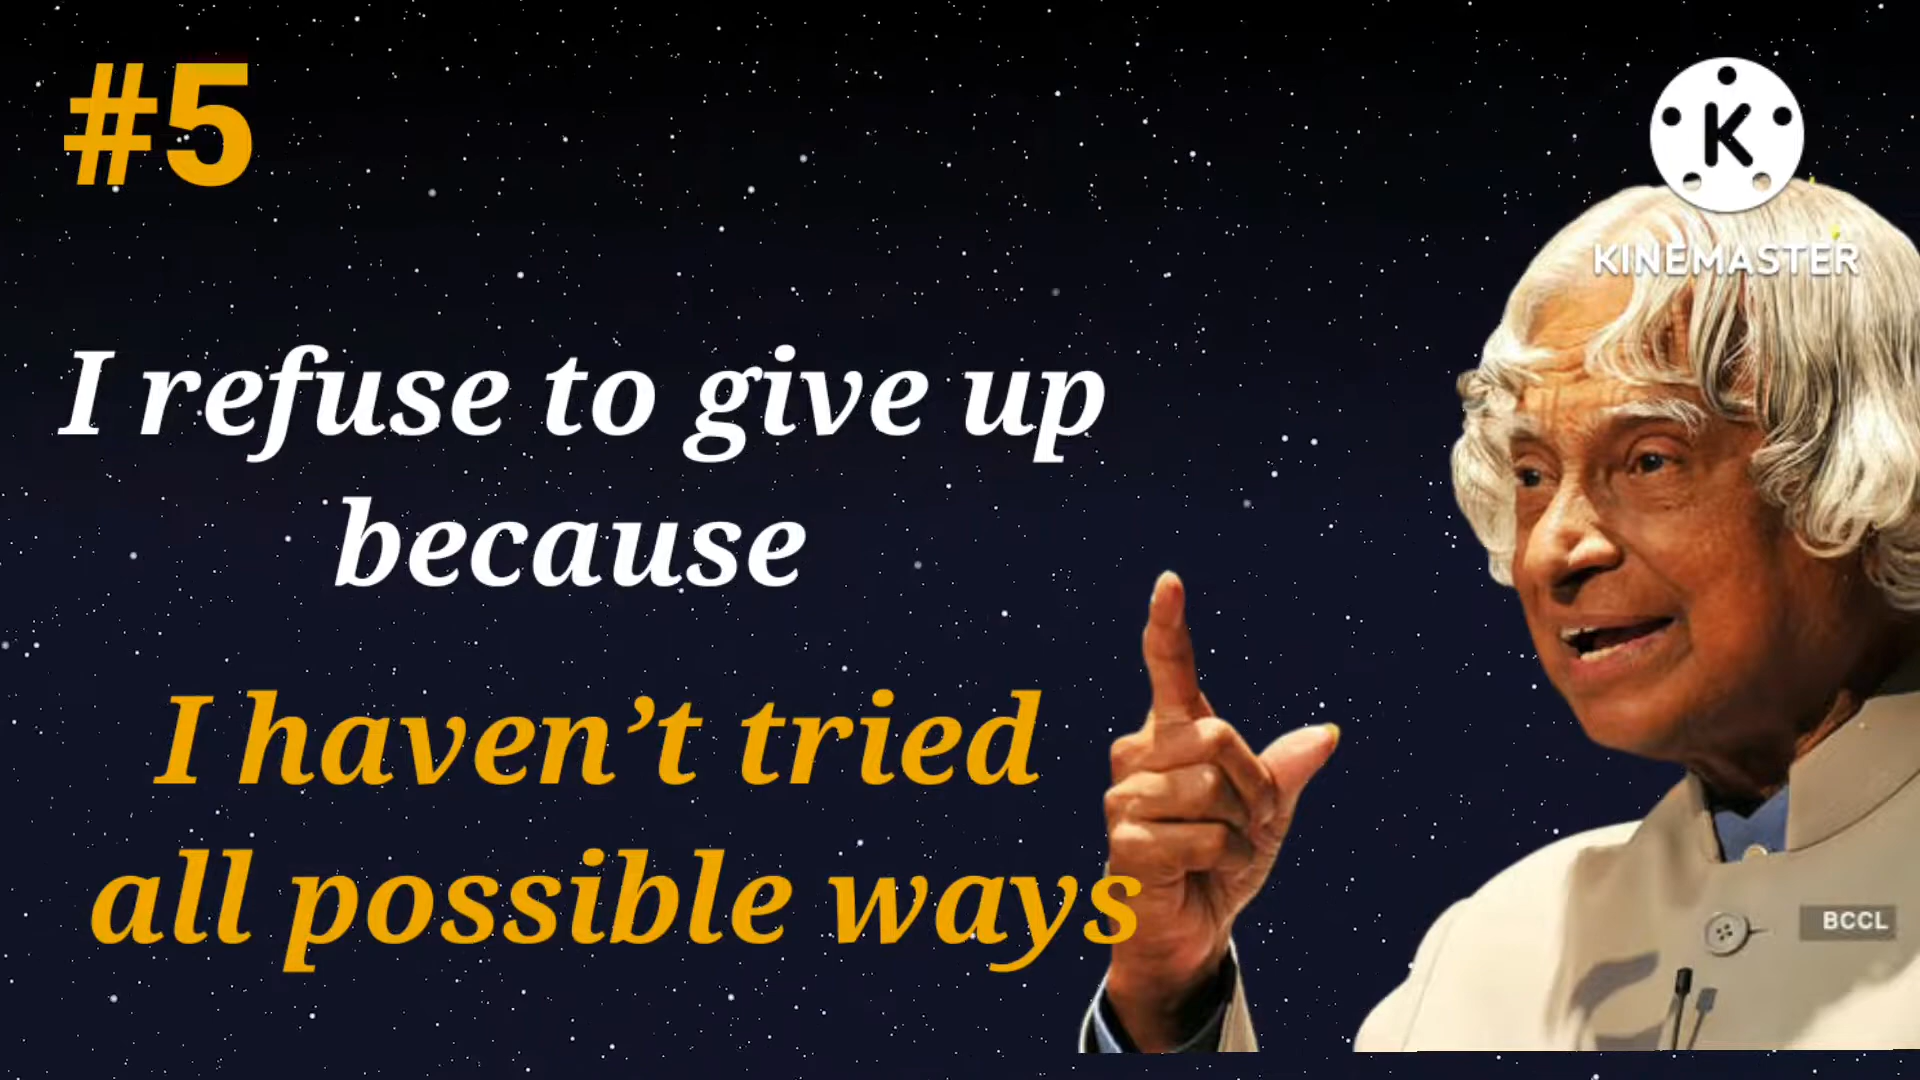 #5
K
KINEMASTER
I refuse to give up
because
I haven’t tried
all possible ways
BCCL